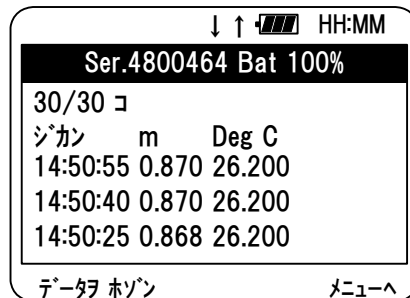 ↓ ↑ HH:MM
Ser.4800464 Bat 100%
30/30 コ
ジカン m Deg C
14:50:55 0.870 26.200
14:50:40 0.870 26.200
14:50:25 0.868 26.200
データヲ ホゾン メニューヘ